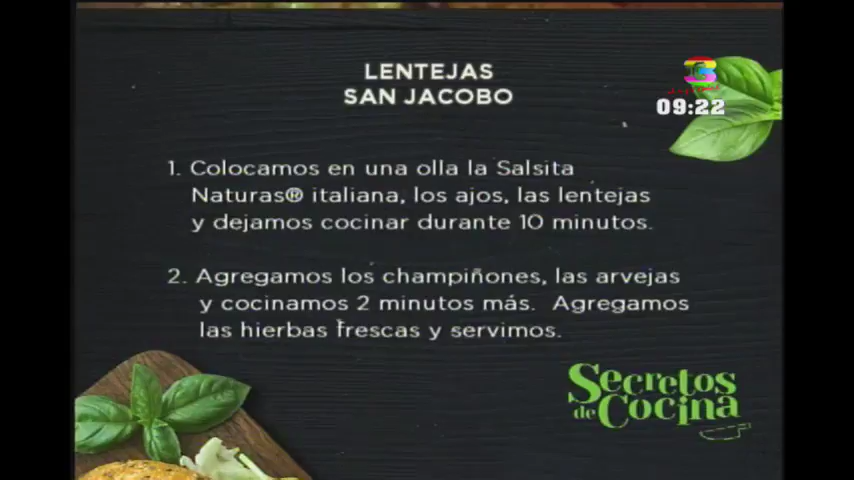 LENTEJAS
SAN JACOBO
09:22
1. Colocamos en una olla la Salsita
Naturas® italiana, los ajos, las lentejas
y dejamos cocinar durante 10 minutos.
2. Agregamos los champiñones, las arvejas
y cocinamos 2 minutos más. Agregamos
las hierbas frescas y servimos.
Secretos
de Cocina